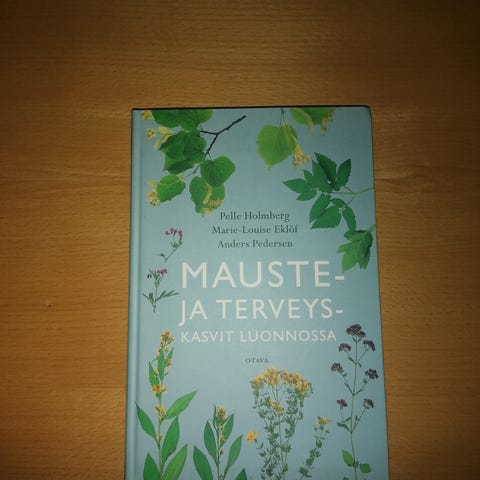 Pelle Holmberg
Marie-Louise Eklöf
Anders Pedersen
MAUSTE-
JA TERVEYS-
KASVIT LUONNOSSA
OTAVA